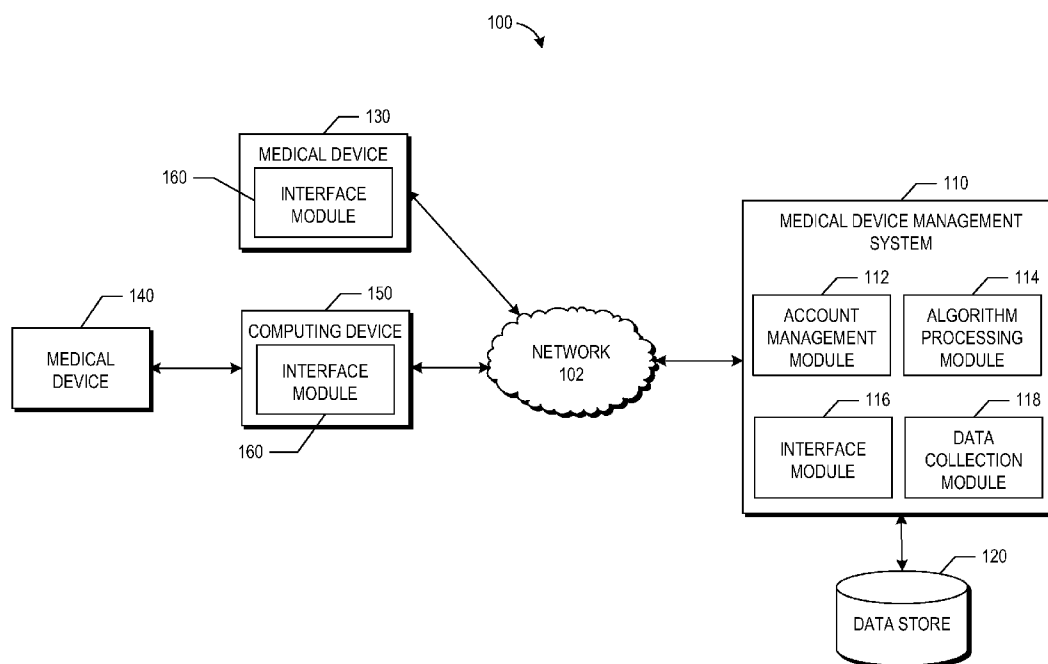 100
130
MEDICAL DEVICE
160
INTERFACE
MODULE
110
MEDICAL DEVICE MANAGEMENT
SYSTEM
140
MEDICAL
DEVICE
150
COMPUTING DEVICE
INTERFACE
MODULE
160
NETWORK
102
112
ACCOUNT
MANAGEMENT
MODULE
114
ALGORITHM
PROCESSING
MODULE
116
INTERFACE
MODULE
118
DATA
COLLECTION
MODULE
120
DATA STORE